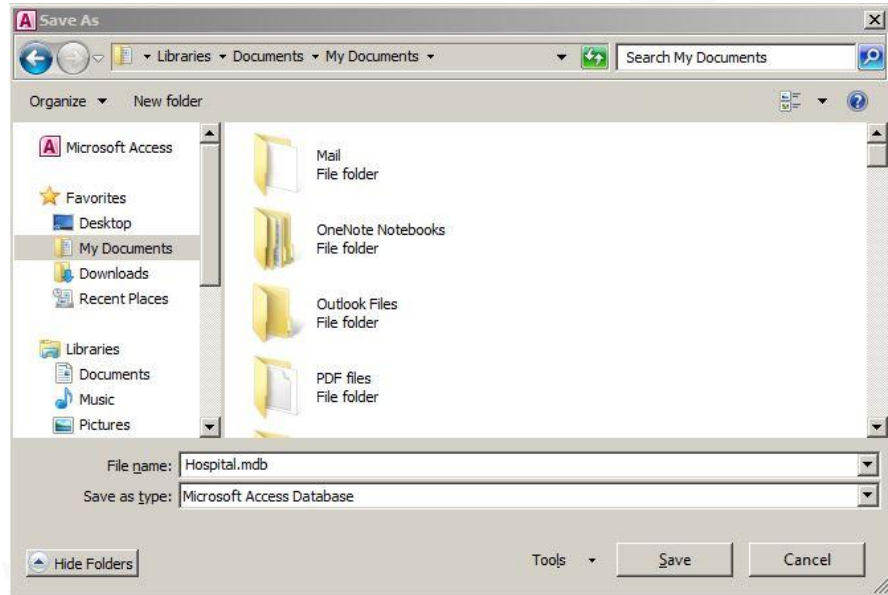 A Save As
Libraries Documents My Documents
Search My Documents
Organize New folder
A Microsoft Access
Favorites
Desktop
My Documents
Downloads
Recent Places
Libraries
Documents
Music
Pictures
Mail
File folder
OneNote Notebooks
File folder
Outlook Files
File folder
PDF files
File folder
File name: Hospital.mdb
Save as type: Microsoft Access Database
Hide Folders
Tools
Save
Cancel